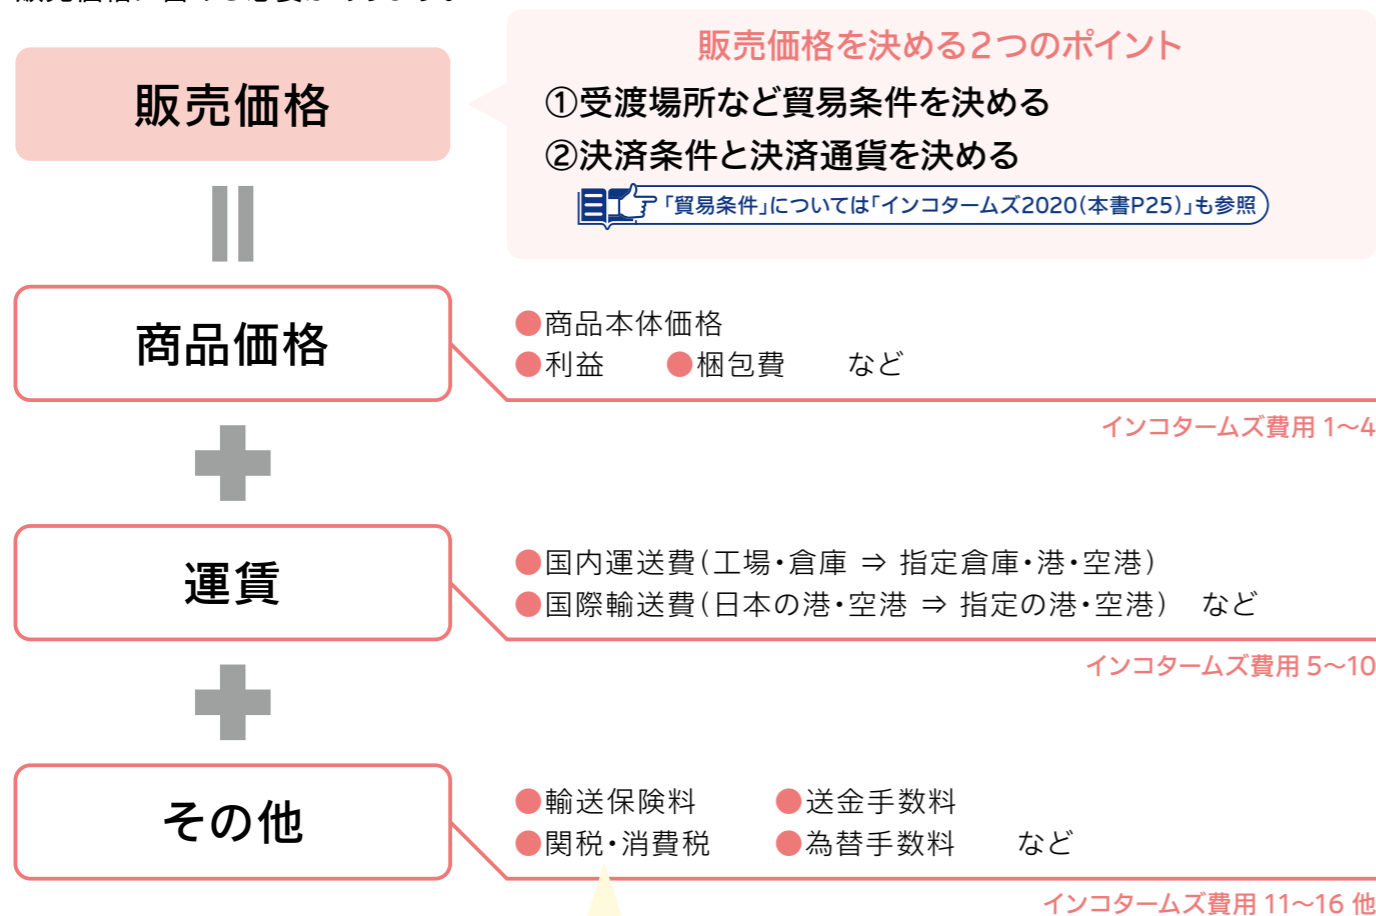 販売価格を決める2つのポイント
販売価格
①受渡場所など貿易条件を決める
②決済条件と決済通貨を決める
「貿易条件」については「インコタームズ2020(本書P25)」も参照
商品価格
●商品本体価格
●利益 ●梱包費 など
インコタームズ費用 1〜4
運賃
●国内運送費(工場・倉庫 ⇒ 指定倉庫・港・空港)
●国際輸送費(日本の港・空港 ⇒ 指定の港・空港) など
インコタームズ費用 5〜10
その他
●輸送保険料 ●送金手数料
●関税・消費税 ●為替手数料 など
インコタームズ費用 11〜16 他